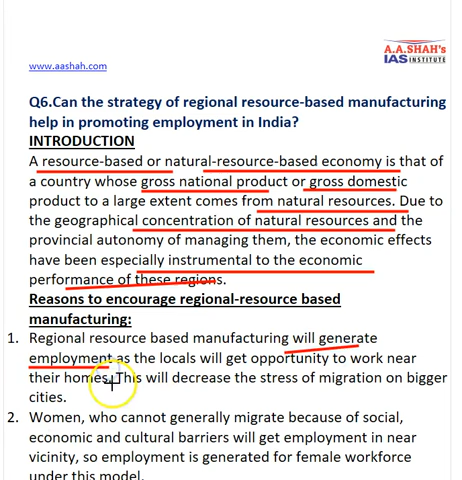 A.A.SHAH's
IAS INSTITUTE
www.aashah.com
Q6.Can the strategy of regional resource-based manufacturing
help in promoting employment in India?
INTRODUCTION
A resource-based or natural-resource-based economy is that of
a country whose gross national product or gross domestic
product to a large extent comes from natural resources. Due to
the geographical concentration of natural resources and the
provincial autonomy of managing them, the economic effects
have been especially instrumental to the economic
performance of these regions.
Reasons to encourage regional-resource based
manufacturing:
1. Regional resource based manufacturing will generate
employment as the locals will get opportunity to work near
their homes. This will decrease the stress of migration on bigger
cities.
2. Women, who cannot generally migrate because of social,
economic and cultural barriers will get employment in near
vicinity, so employment is generated for female workforce
under this model.